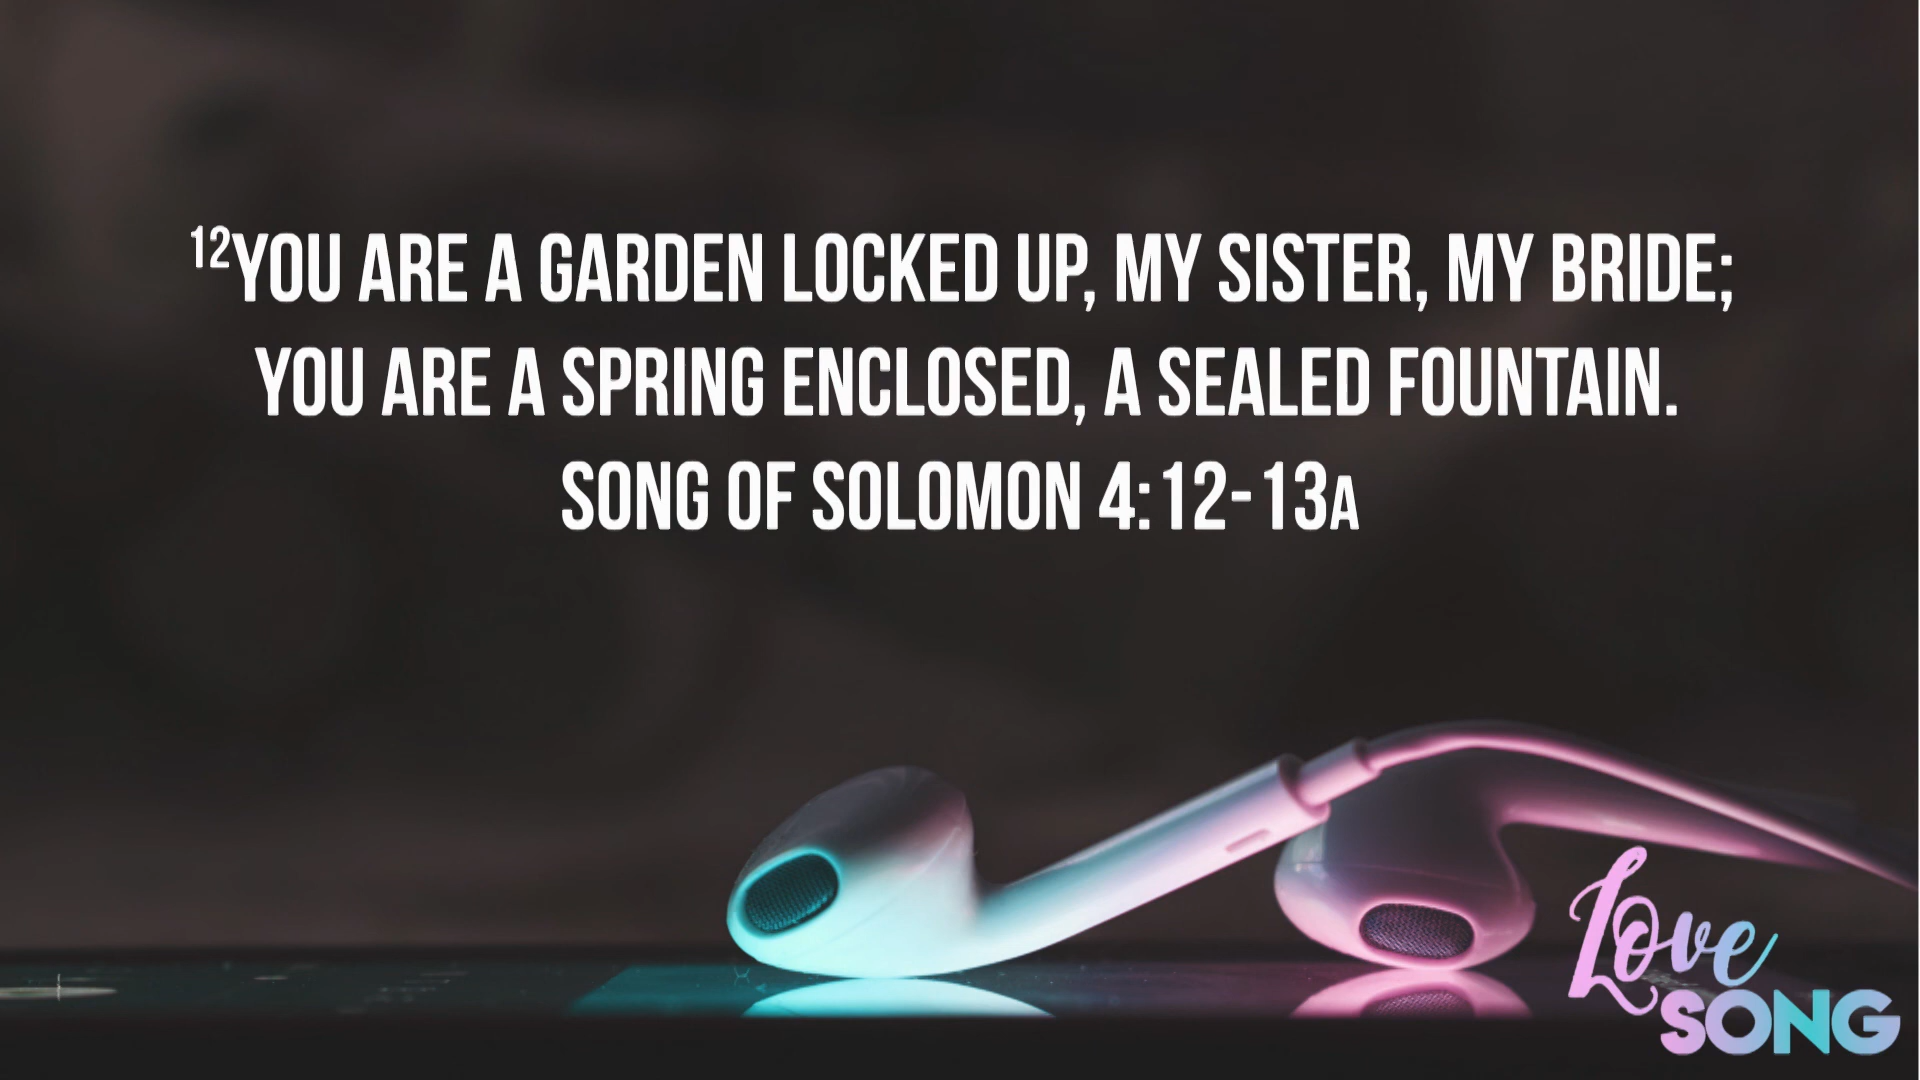 ¹²YOU ARE A GARDEN LOCKED UP, MY SISTER, MY BRIDE;
YOU ARE A SPRING ENCLOSED, A SEALED FOUNTAIN.
SONG OF SOLOMON 4:12-13A
Love
SONG